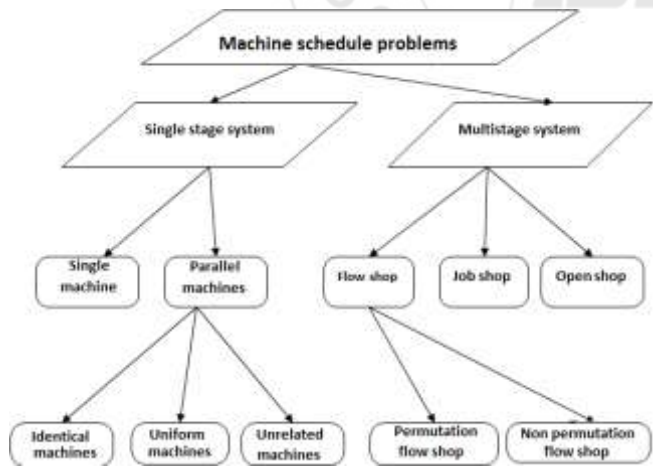 Machine schedule problems
Single stage system
Multistage system
Single
machine
Parallel
machines
Flow shop
Job shop
Open shop
Identical
machines
Uniform
machines
Unrelated
machines
Permutation
flow shop
Non permutation
flow shop